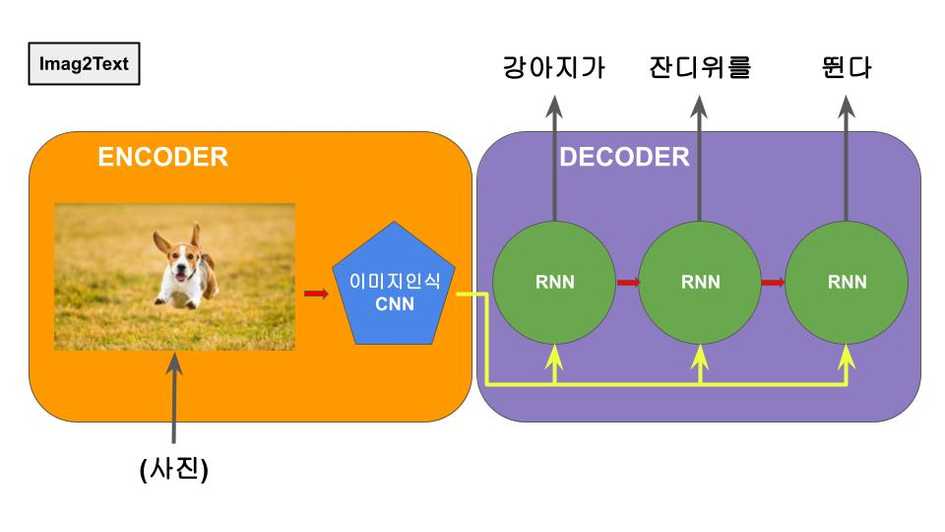 Imag2Text
강아지가 잔디위를 뛴다
ENCODER
DECODER
이미지인식
CNN
RNN RNN RNN
(사진)